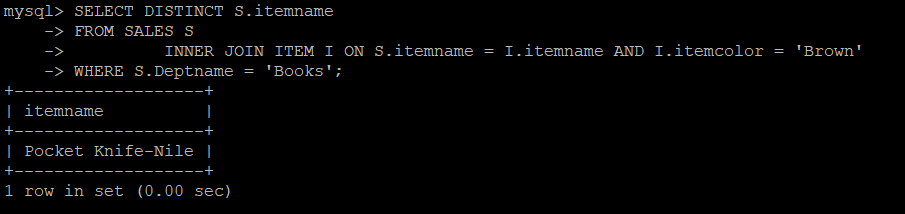 mysql> SELECT DISTINCT S.itemname
    -> FROM SALES S
    ->          INNER JOIN ITEM I ON S.itemname = I.itemname AND I.itemcolor = 'Brown'
    -> WHERE S.Deptname = 'Books';
+-------------------+
| itemname          |
+-------------------+
| Pocket Knife-Nile |
+-------------------+
1 row in set (0.00 sec)